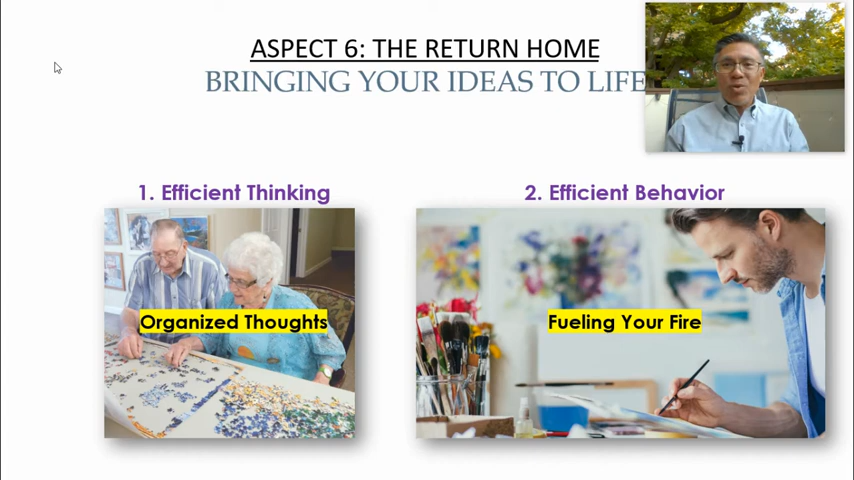 ASPECT 6: THE RETURN HOME
BRINGING YOUR IDEAS TO LIFE
1. Efficient Thinking
2. Efficient Behavior
Organized Thoughts
Fueling Your Fire